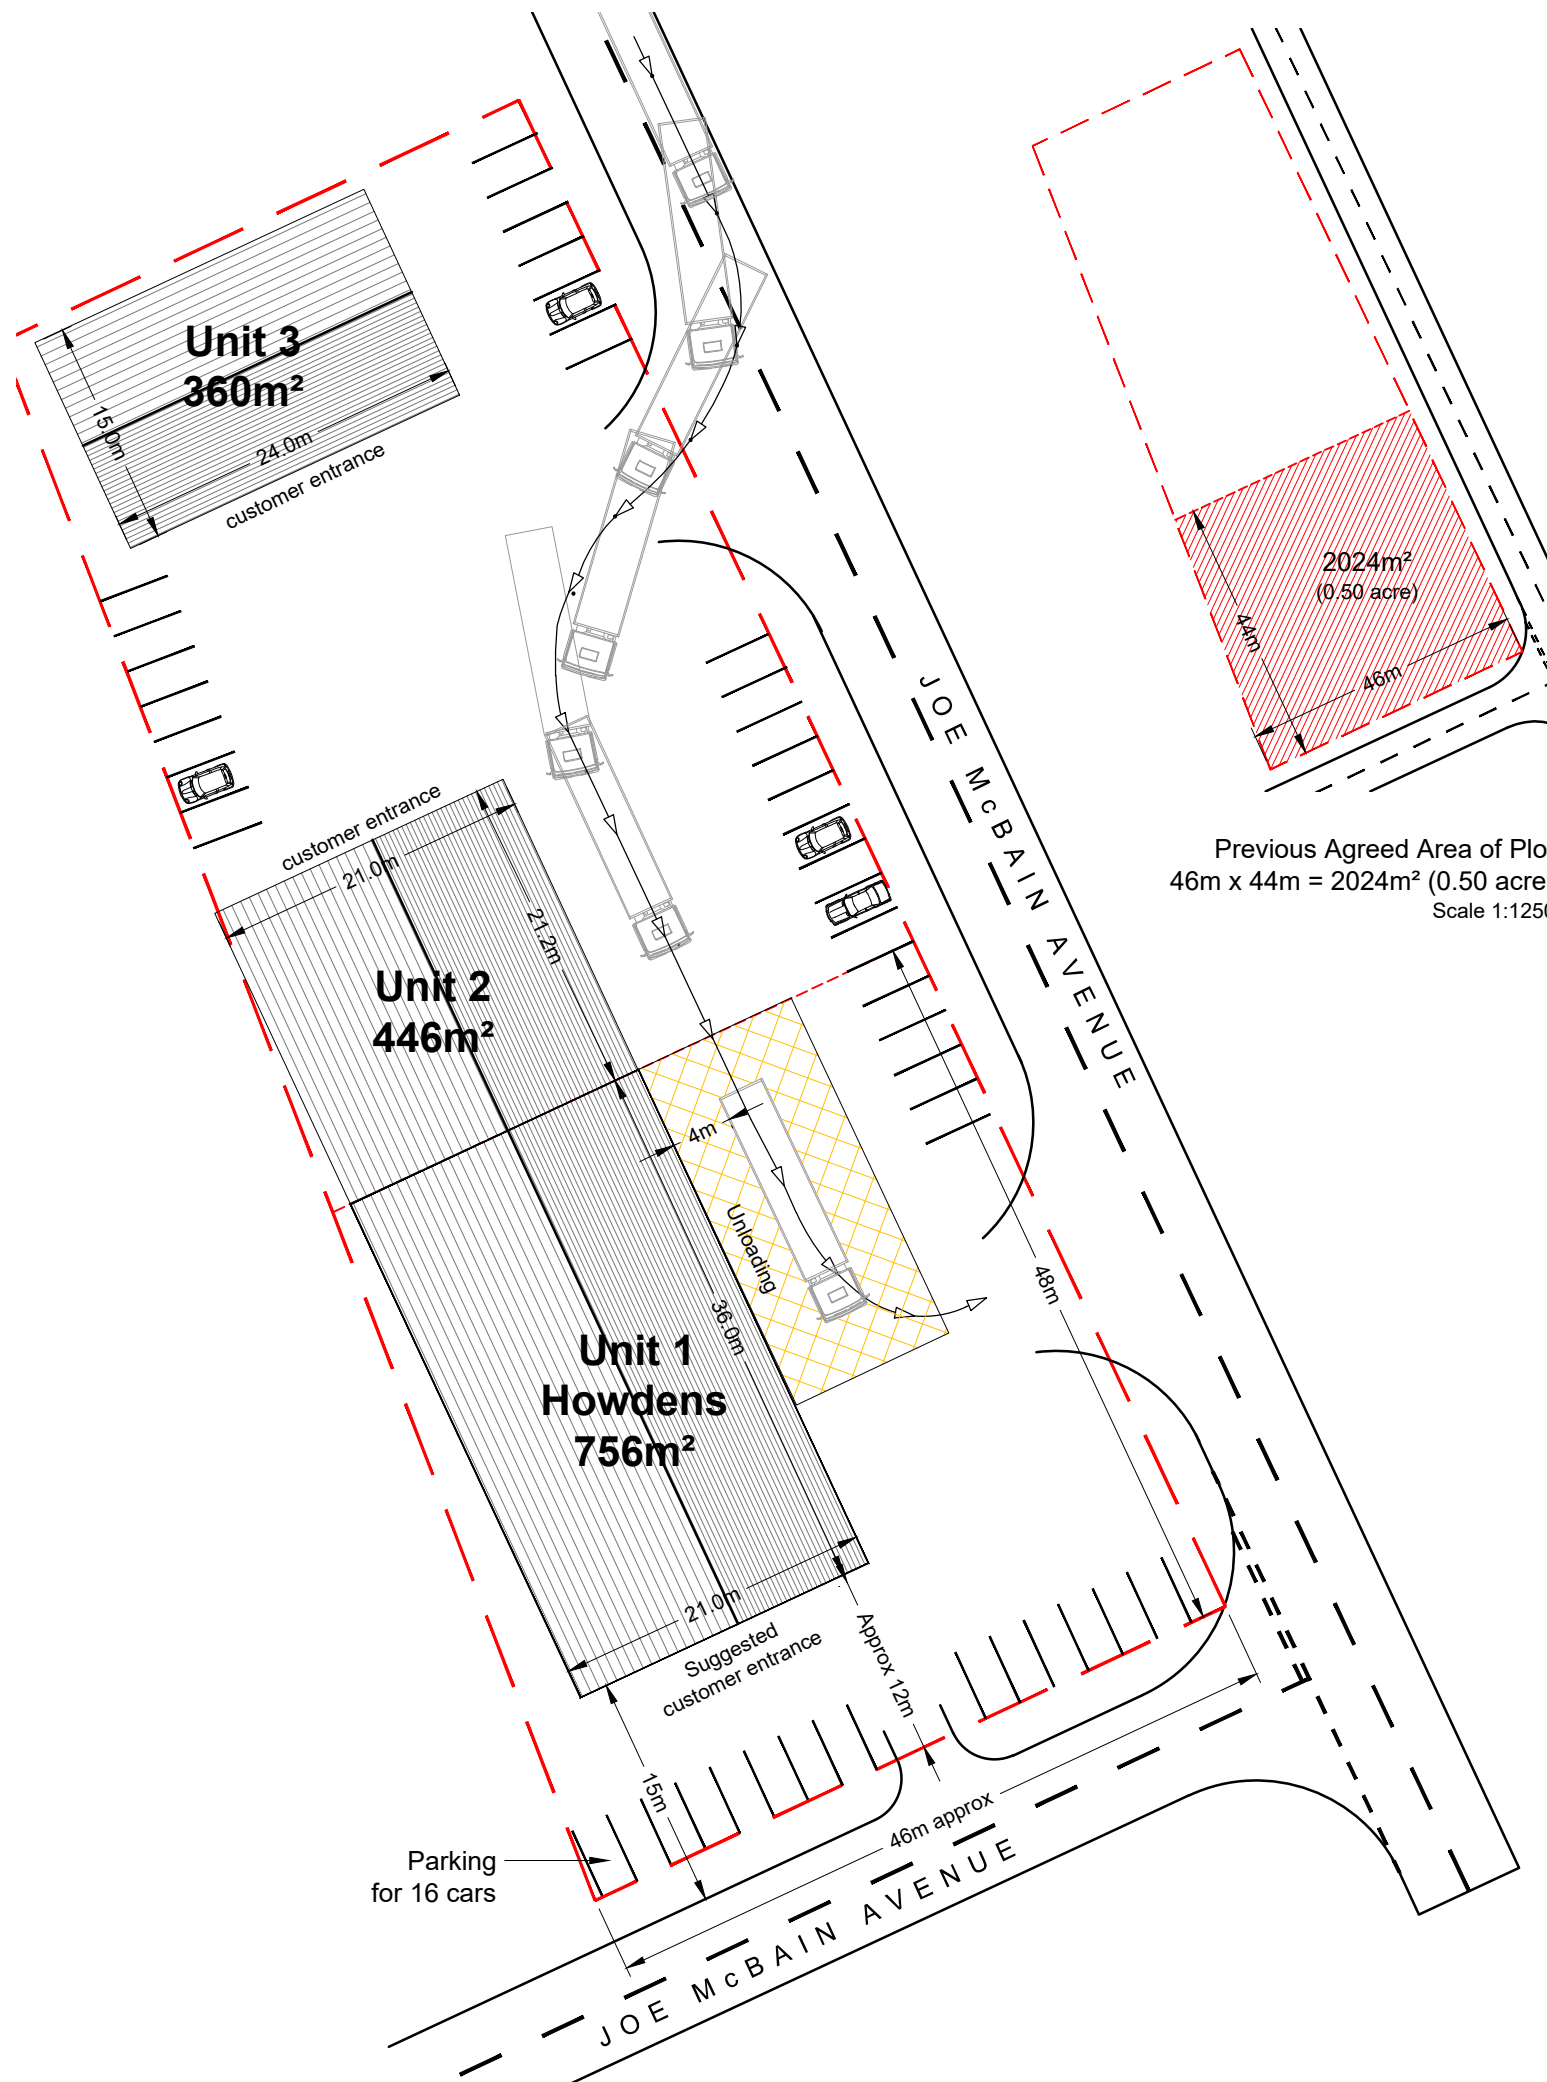 Unit 3
360m²
15.0m
24.0m
customer entrance
2024m²
(0.50 acre)
44m
46m
Previous Agreed Area of Plo
46m x 44m = 2024m² (0.50 acre
Scale 1:1250
JOE McBAIN AVENUE
customer entrance
21.0m
21.2m
Unit 2
446m²
4m
Unloading
48m
36.0m
Unit 1
Howdens
756m²
21.0m
Suggested
customer entrance
Approx 12m
15m
46m approx
Parking
for 16 cars
JOE McBAIN AVENUE